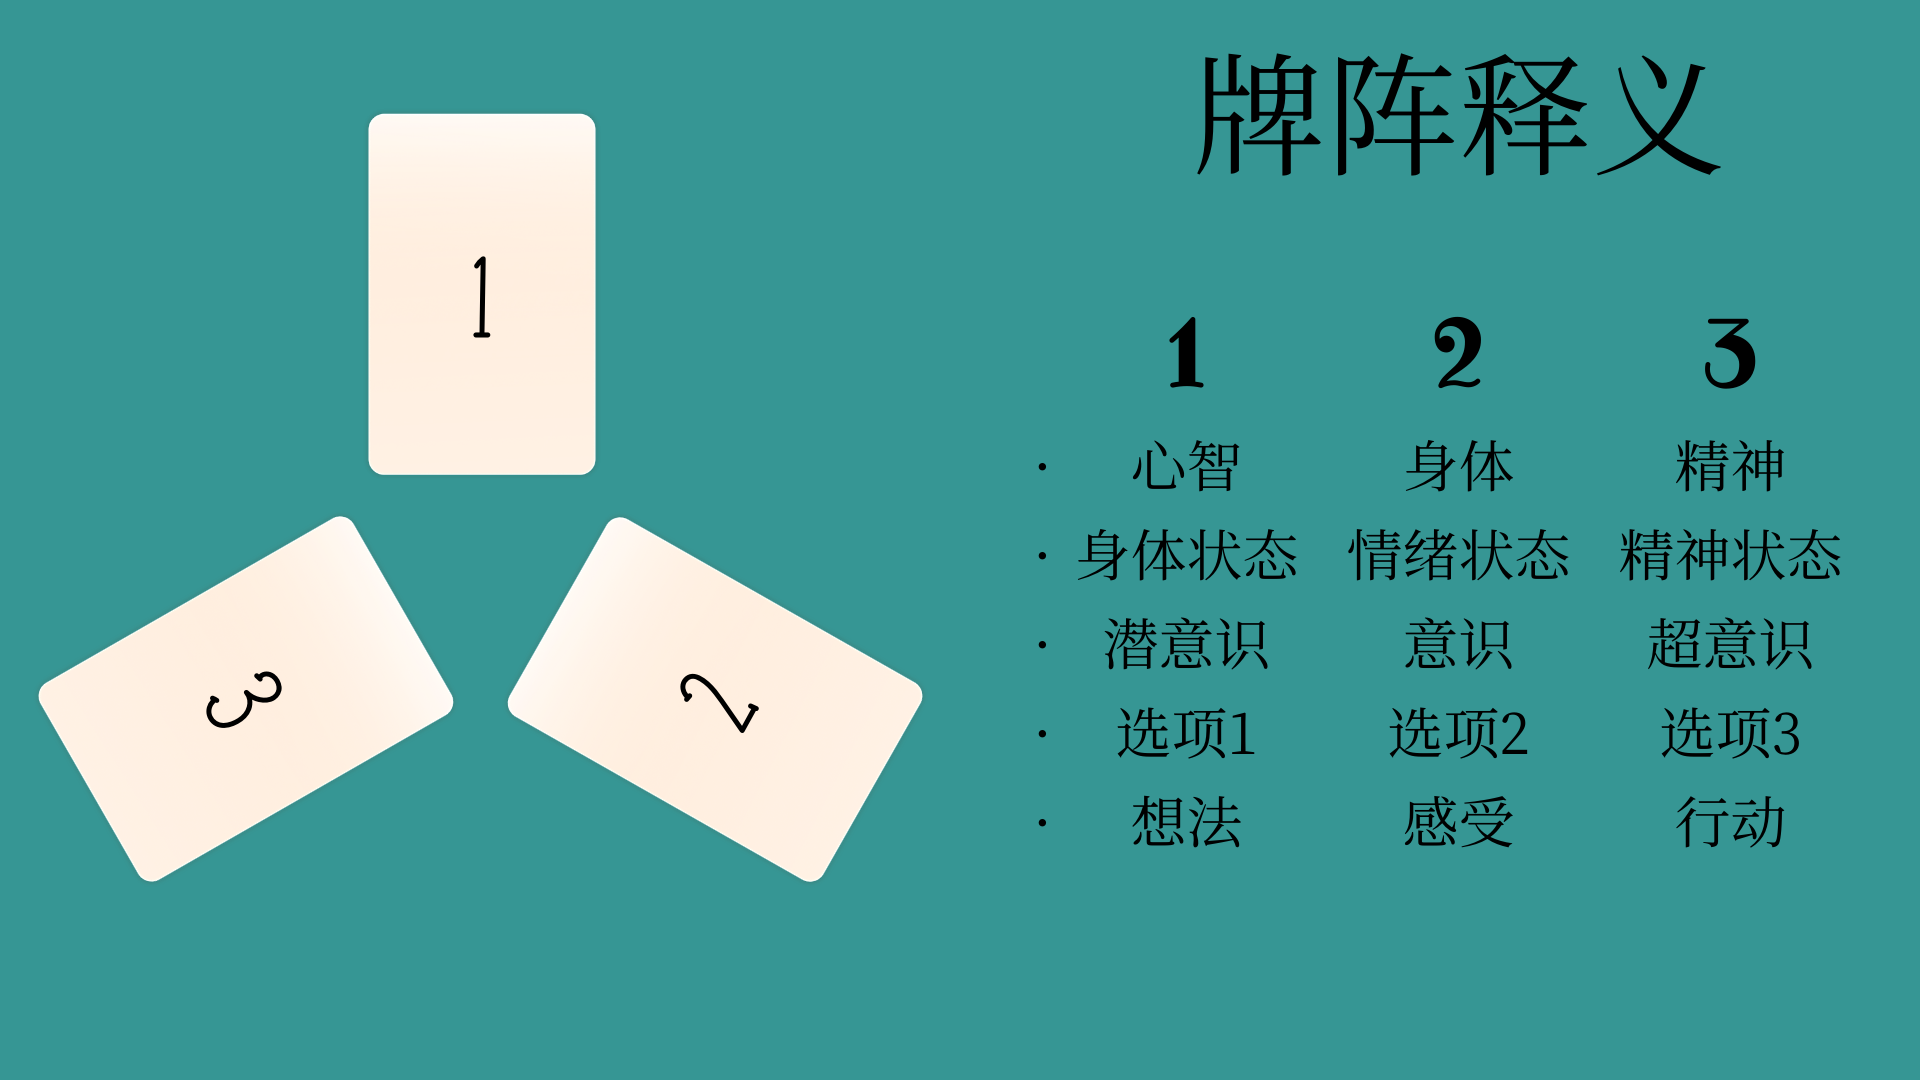 1
3
2
牌阵释义
1 2 3
· 心智 身体 精神
· 身体状态 情绪状态 精神状态
· 潜意识 意识 超意识
· 选项1 选项2 选项3
· 想法 感受 行动